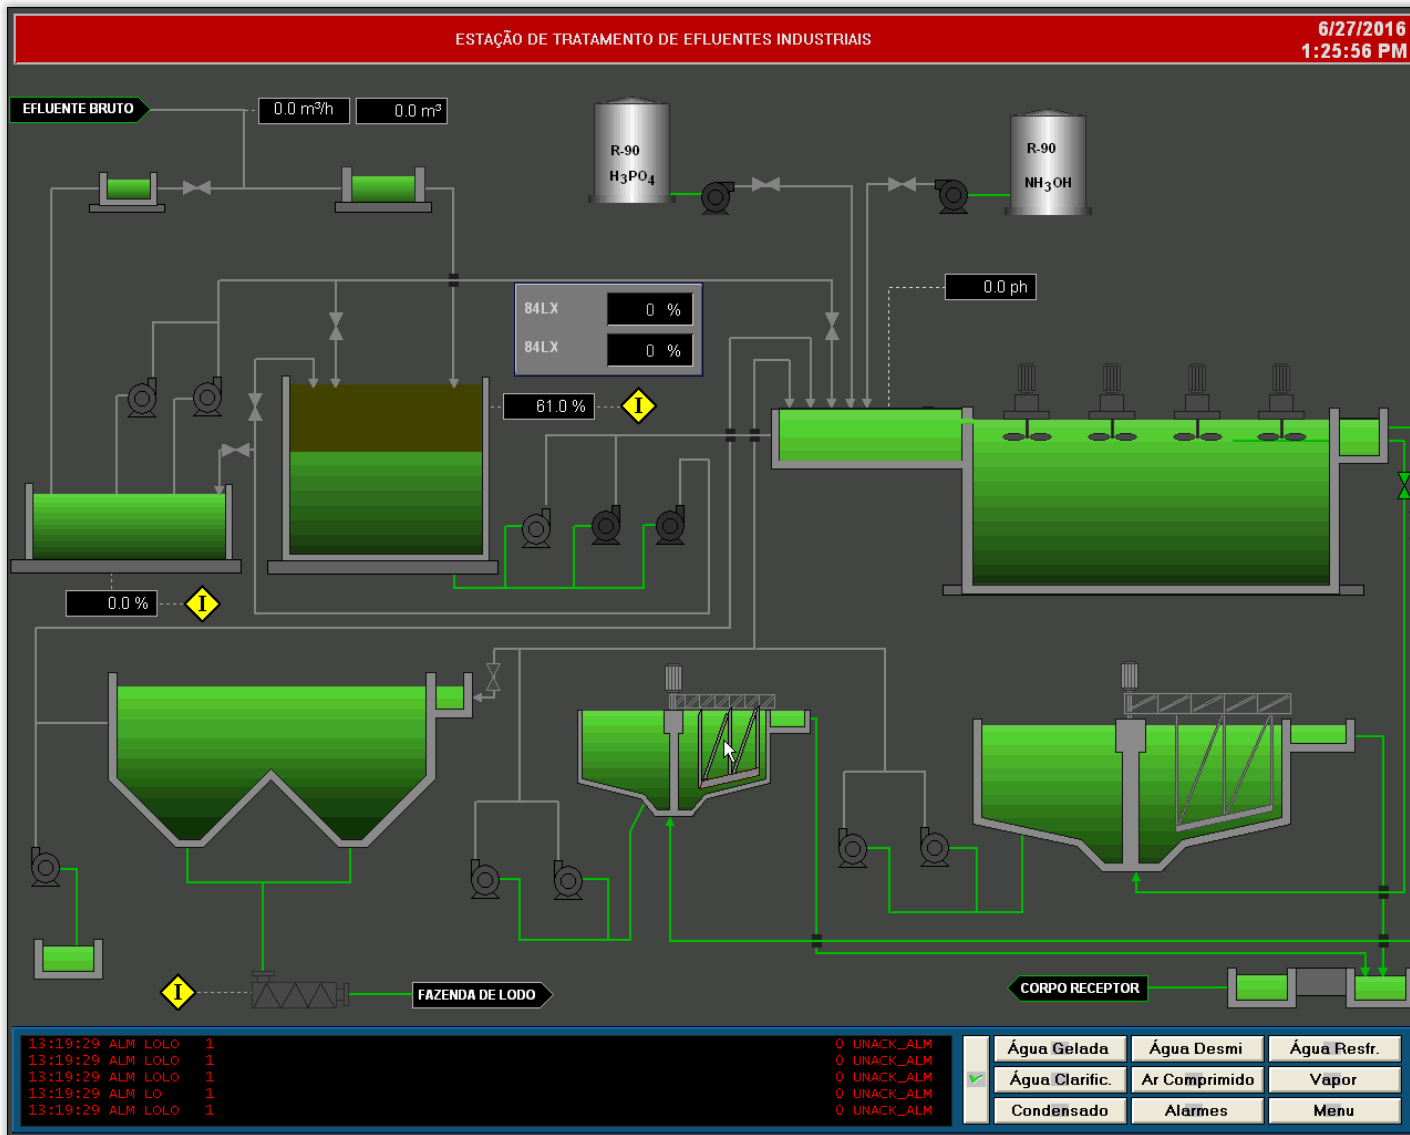 ESTAÇÃO DE TRATAMENTO DE EFLUENTES INDUSTRIAIS
6/27/2016
1:25:56 PM
EFLUENTE BRUTO
0.0 m³/h
0.0 m³
R-90
H₃PO₄
R-90
NH₃OH
0.0 ph
84LX 0 %
84LX 0 %
61.0 %
I
0.0 %
I
I
FAZENDA DE LODO
CORPO RECEPTOR
13:19:29 ALM LOLO 1 0 UNACK_ALM
13:19:29 ALM LOLO 1 0 UNACK_ALM
13:19:29 ALM LOLO 1 0 UNACK_ALM
13:19:29 ALM LO 1 0 UNACK_ALM
13:19:29 ALM LOLO 1 0 UNACK_ALM
Água Gelada Água Desmi Água Resfr.
Água Clarific. Ar Comprimido Vapor
Condensado Alarmes Menu